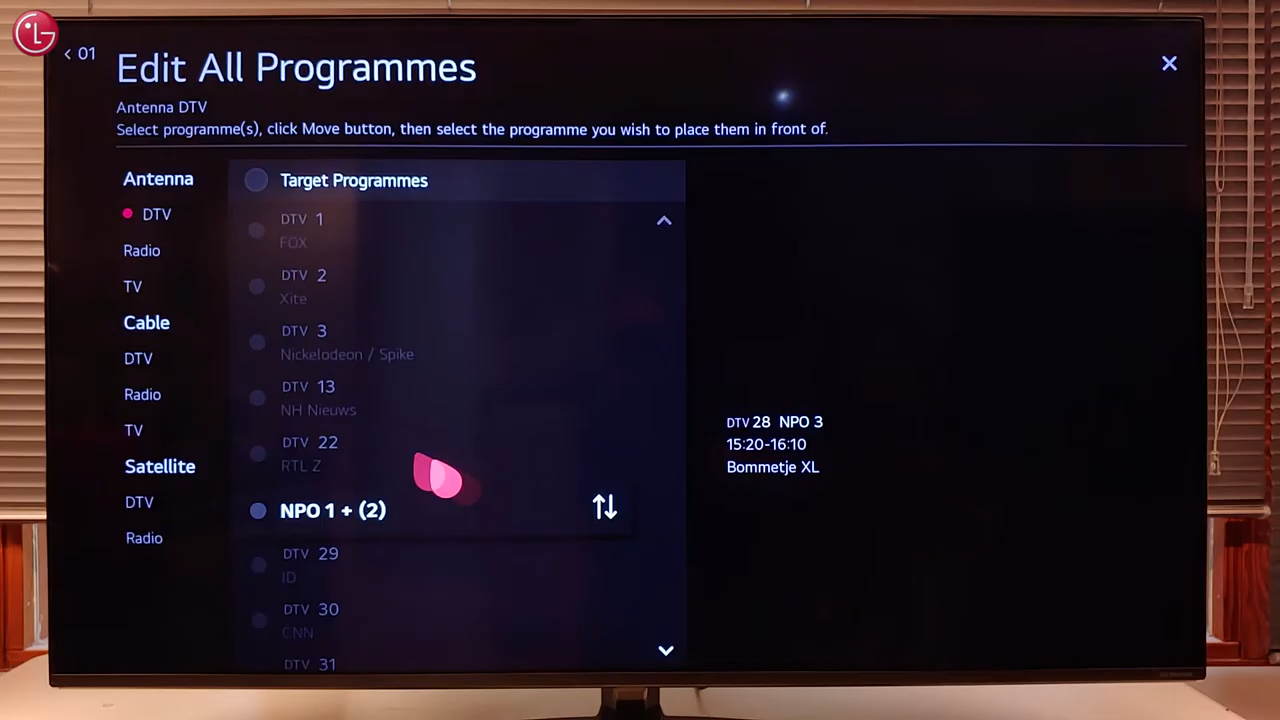 LG
01
Edit All Programmes
Antenna DTV
Select programme(s), click Move button, then select the programme you wish to place them in front of.
Antenna
DTV
Radio
TV
Cable
DTV
Radio
TV
Satellite
DTV
Radio
Target Programmes
DTV 1
FOX
DTV 2
Xite
DTV 3
Nickelodeon / Spike
DTV 13
NH Nieuws
DTV 22
RTL Z
NPO 1 + (2)
DTV 29
ID
DTV 30
CNN
DTV 31
DTV 28 NPO 3
15:20-16:10
Bommetje XL